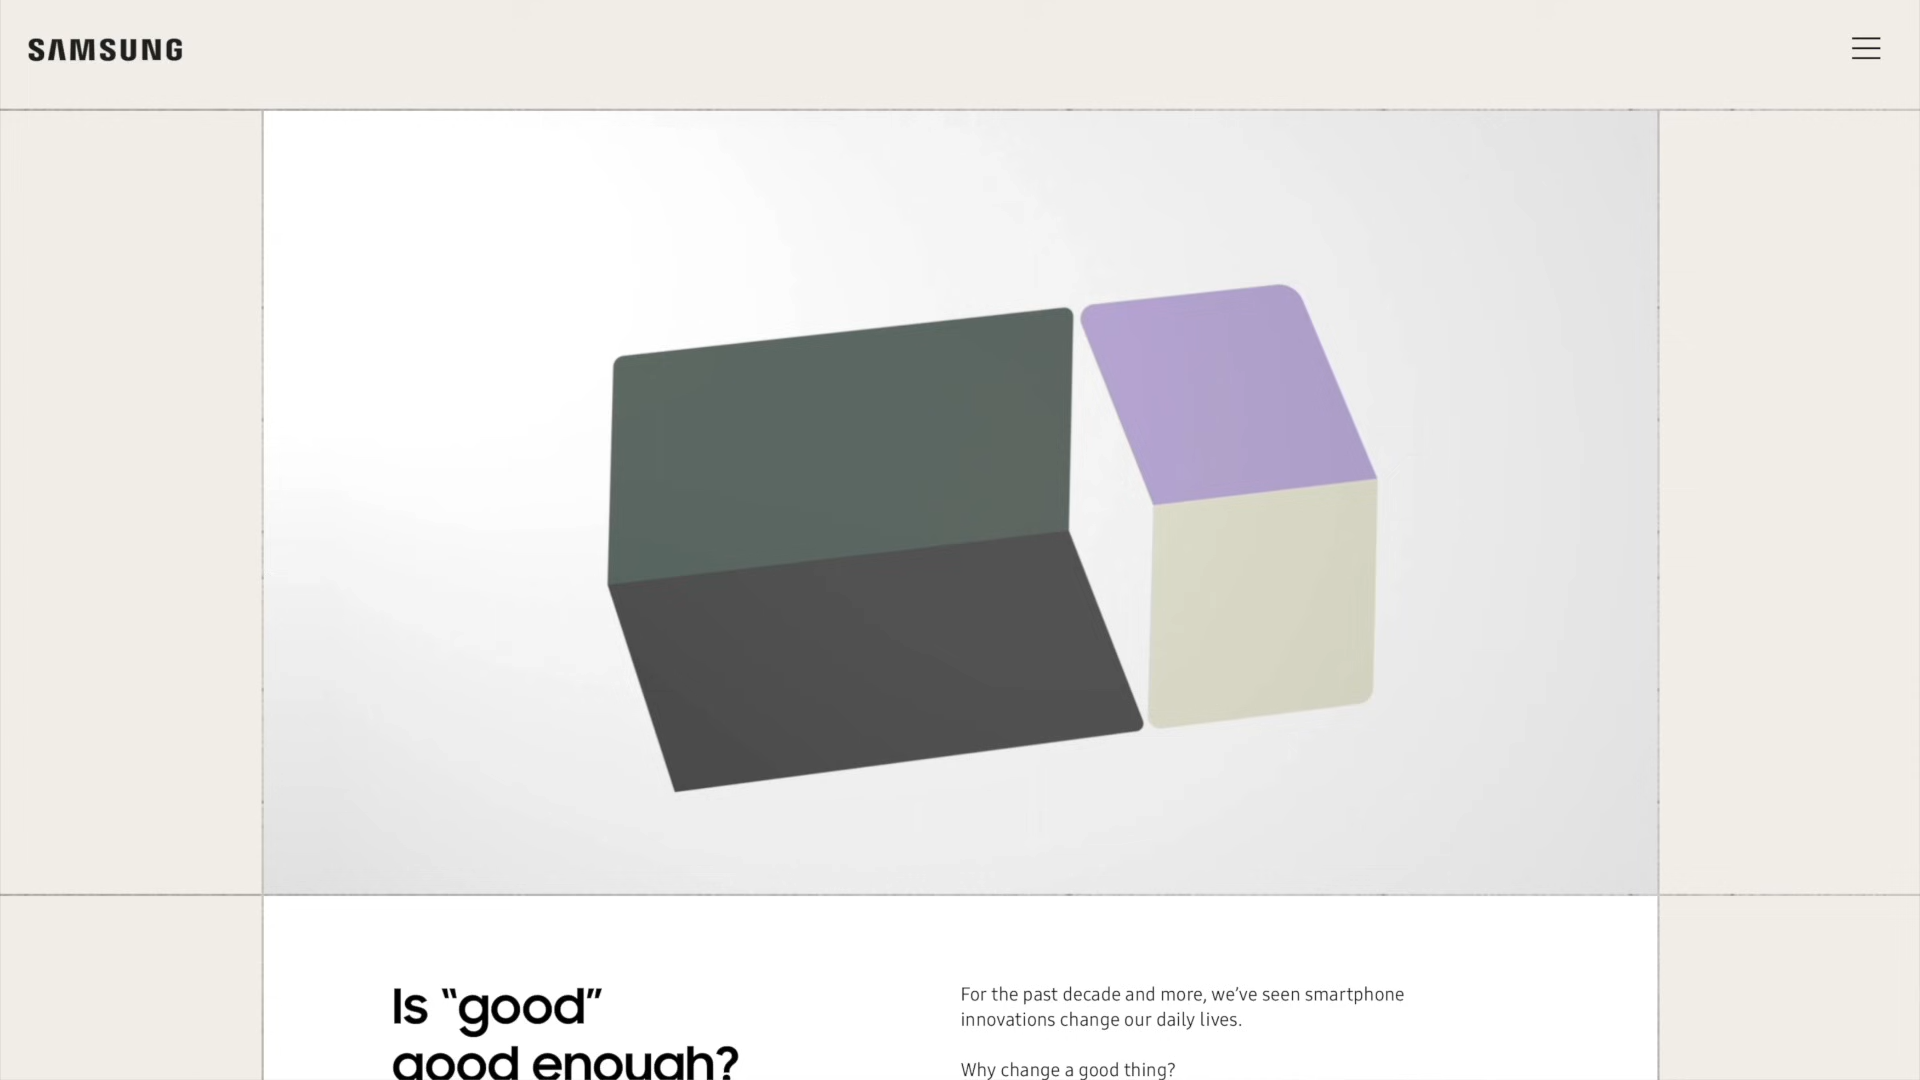 SAMSUNG
Is “good”
good enough?
For the past decade and more, we’ve seen smartphone
innovations change our daily lives.
Why change a good thing?